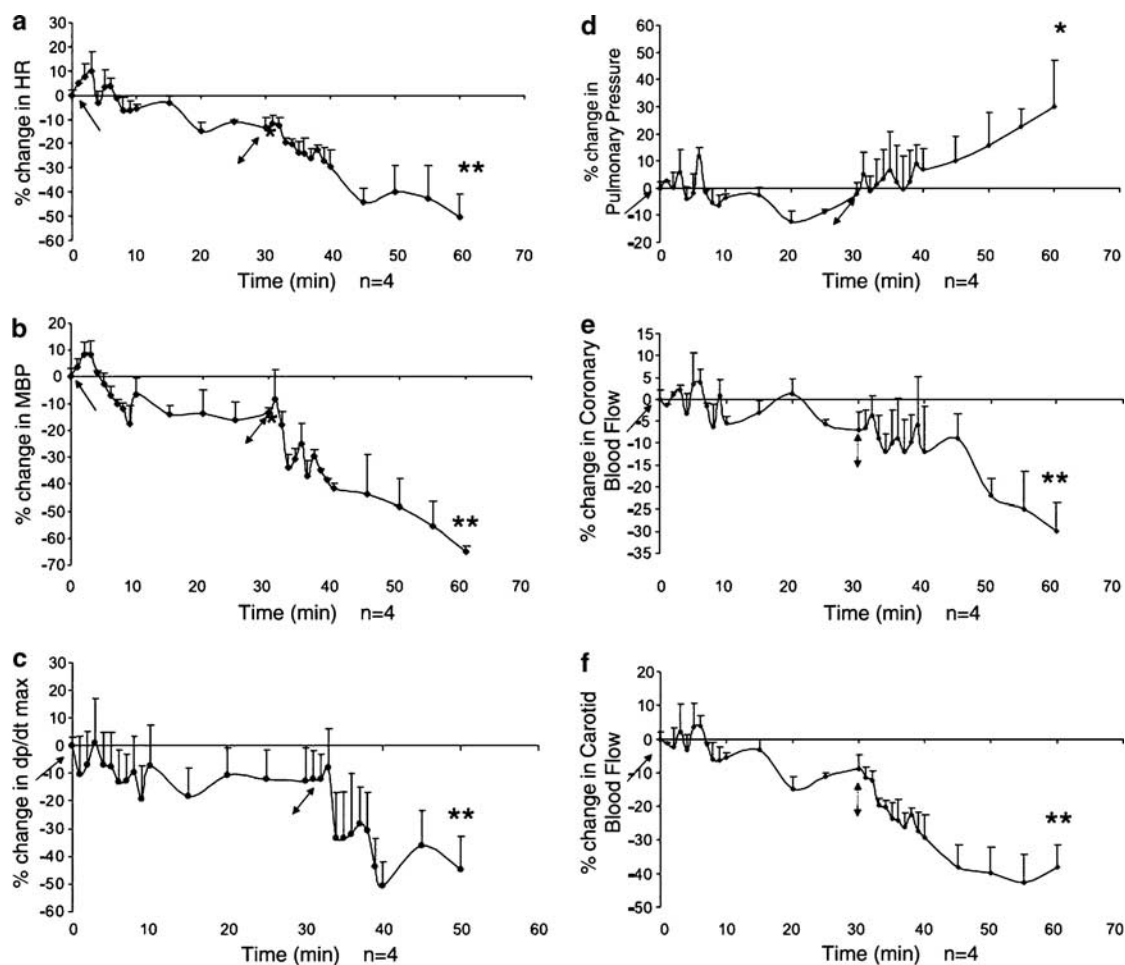 a
% change in HR
30
20
10
0
-10
-20
-30
-40
-50
-60
*
**
0 10 20 30 40 50 60 70
Time (min) n=4
b
% change in MBP
20
10
0
-10
-20
-30
-40
-50
-60
-70
*
**
0 10 20 30 40 50 60 70
Time (min) n=4
c
% change in dp/dt max
30
20
10
0
-10
-20
-30
-40
-50
-60
**
0 10 20 30 40 50 60
Time (min) n=4
d
% change in
Pulmonary Pressure
60
50
40
30
20
10
0
-10
-20
*
0 10 20 30 40 50 60 70
Time (min) n=4
e
% change in Coronary
Blood Flow
15
10
5
0
-5
-10
-15
-20
-25
-30
-35
**
0 10 20 30 40 50 60 70
Time (min) n=4
f
% change in Carotid
Blood Flow
20
10
0
-10
-20
-30
-40
-50
**
0 10 20 30 40 50 60 70
Time (min) n=4